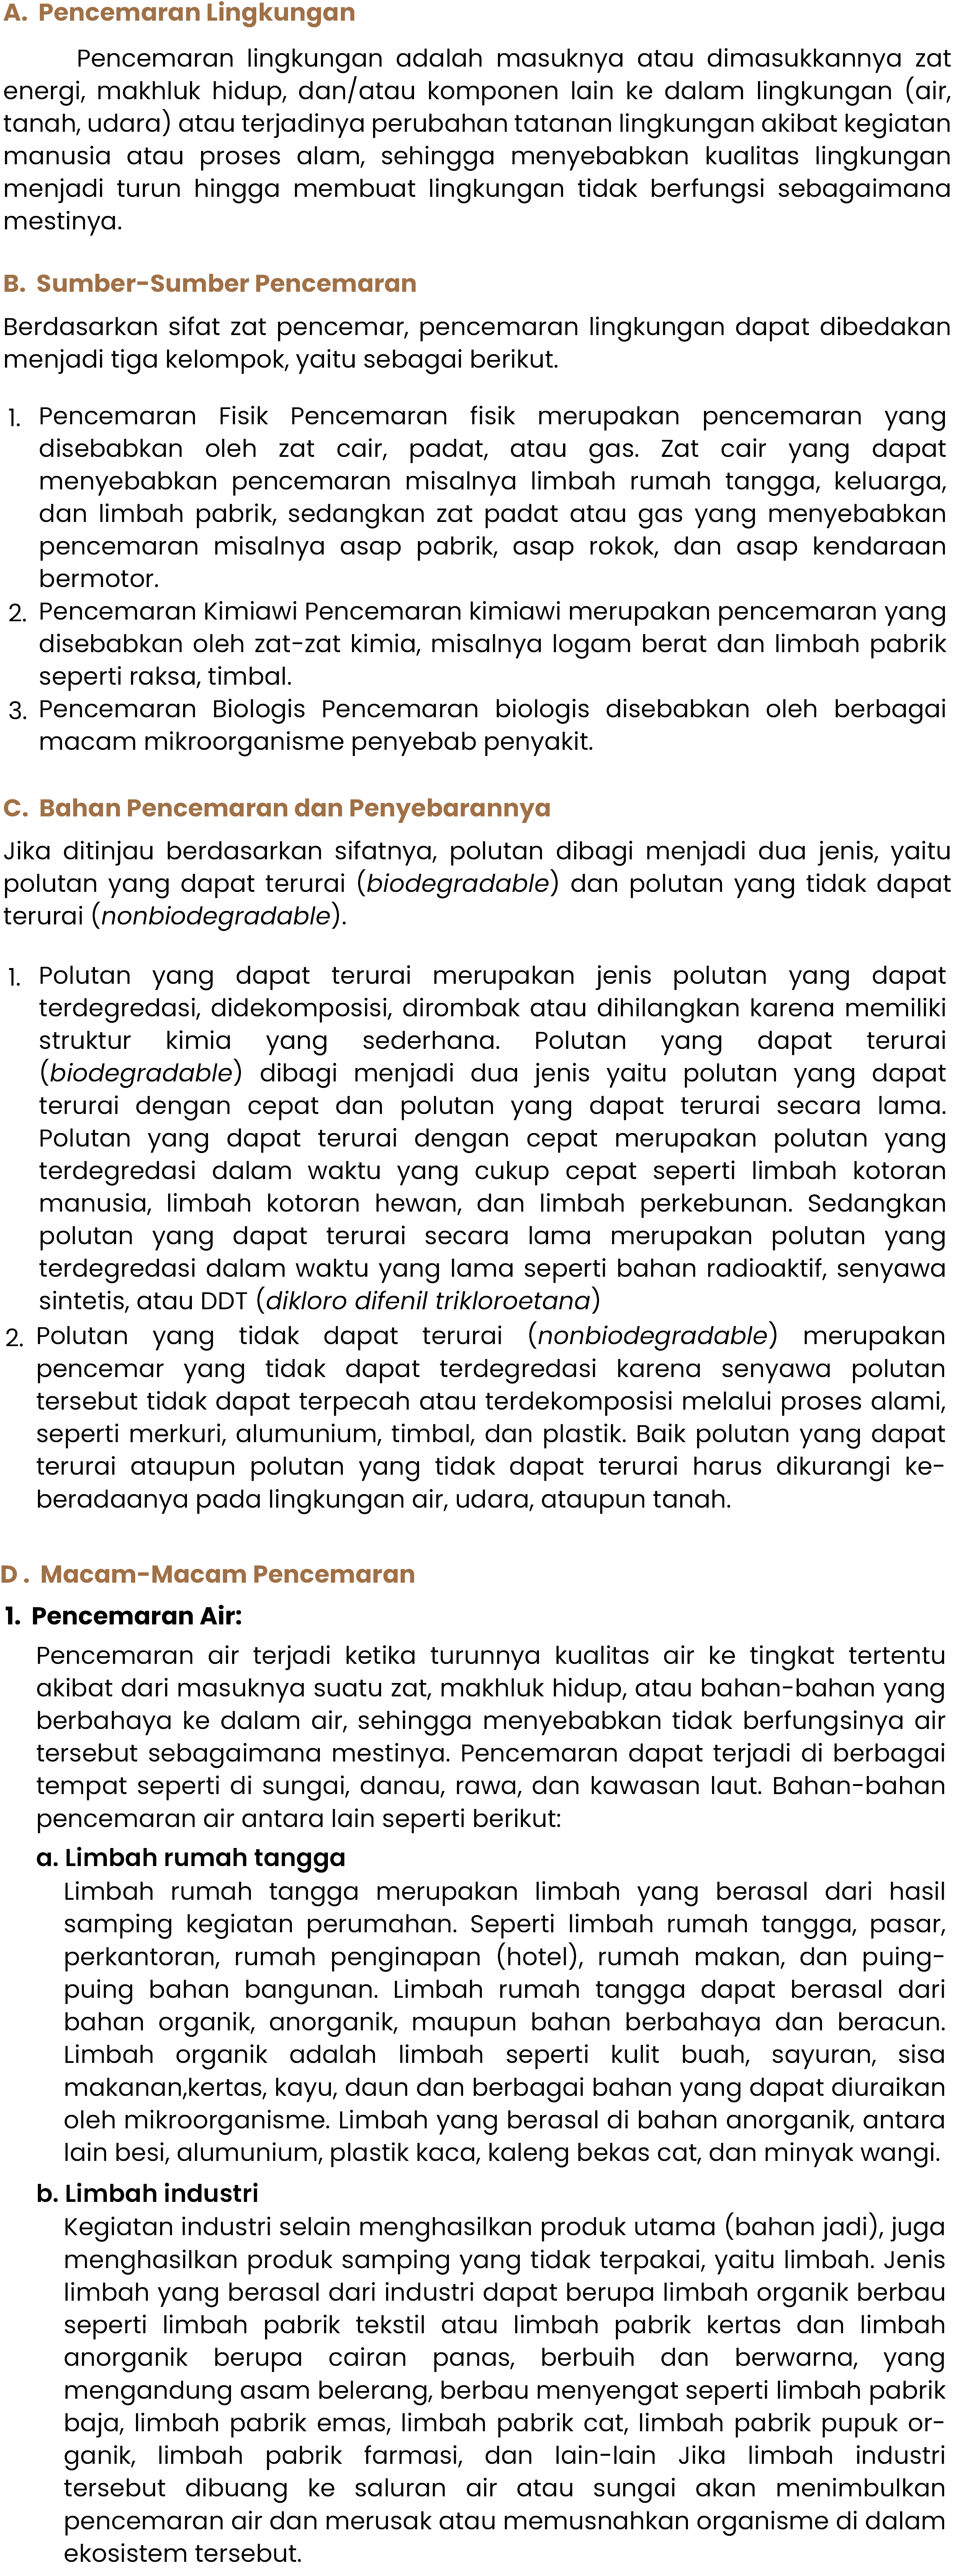 A. Pencemaran Lingkungan
Pencemaran lingkungan adalah masuknya atau dimasukkannya zat
energi, makhluk hidup, dan/atau komponen lain ke dalam lingkungan (air,
tanah, udara) atau terjadinya perubahan tatanan lingkungan akibat kegiatan
manusia atau proses alam, sehingga menyebabkan kualitas lingkungan
menjadi turun hingga membuat lingkungan tidak berfungsi sebagaimana
mestinya.
B. Sumber-Sumber Pencemaran
Berdasarkan sifat zat pencemar, pencemaran lingkungan dapat dibedakan
menjadi tiga kelompok, yaitu sebagai berikut.
1. Pencemaran Fisik Pencemaran fisik merupakan pencemaran yang
disebabkan oleh zat cair, padat, atau gas. Zat cair yang dapat
menyebabkan pencemaran misalnya limbah rumah tangga, keluarga,
dan limbah pabrik, sedangkan zat padat atau gas yang menyebabkan
pencemaran misalnya asap pabrik, asap rokok, dan asap kendaraan
bermotor.
2. Pencemaran Kimiawi Pencemaran kimiawi merupakan pencemaran yang
disebabkan oleh zat-zat kimia, misalnya logam berat dan limbah pabrik
seperti raksa, timbal.
3. Pencemaran Biologis Pencemaran biologis disebabkan oleh berbagai
macam mikroorganisme penyebab penyakit.
C. Bahan Pencemaran dan Penyebarannya
Jika ditinjau berdasarkan sifatnya, polutan dibagi menjadi dua jenis, yaitu
polutan yang dapat terurai (biodegradable) dan polutan yang tidak dapat
terurai (nonbiodegradable).
1. Polutan yang dapat terurai merupakan jenis polutan yang dapat
terdegredasi, didekomposisi, dirombak atau dihilangkan karena memiliki
struktur kimia yang sederhana. Polutan yang dapat terurai
(biodegradable) dibagi menjadi dua jenis yaitu polutan yang dapat
terurai dengan cepat dan polutan yang dapat terurai secara lama.
Polutan yang dapat terurai dengan cepat merupakan polutan yang
terdegredasi dalam waktu yang cukup cepat seperti limbah kotoran
manusia, limbah kotoran hewan, dan limbah perkebunan. Sedangkan
polutan yang dapat terurai secara lama merupakan polutan yang
terdegredasi dalam waktu yang lama seperti bahan radioaktif, senyawa
sintetis, atau DDT (dikloro difenil trikloroetana)
2. Polutan yang tidak dapat terurai (nonbiodegradable) merupakan
pencemar yang tidak dapat terdegredasi karena senyawa polutan
tersebut tidak dapat terpecah atau terdekomposisi melalui proses alami,
seperti merkuri, alumunium, timbal, dan plastik. Baik polutan yang dapat
terurai ataupun polutan yang tidak dapat terurai harus dikurangi ke-
beradaanya pada lingkungan air, udara, ataupun tanah.
D . Macam-Macam Pencemaran
1. Pencemaran Air:
Pencemaran air terjadi ketika turunnya kualitas air ke tingkat tertentu
akibat dari masuknya suatu zat, makhluk hidup, atau bahan-bahan yang
berbahaya ke dalam air, sehingga menyebabkan tidak berfungsinya air
tersebut sebagaimana mestinya. Pencemaran dapat terjadi di berbagai
tempat seperti di sungai, danau, rawa, dan kawasan laut. Bahan-bahan
pencemaran air antara lain seperti berikut:
a. Limbah rumah tangga
Limbah rumah tangga merupakan limbah yang berasal dari hasil
samping kegiatan perumahan. Seperti limbah rumah tangga, pasar,
perkantoran, rumah penginapan (hotel), rumah makan, dan puing-
puing bahan bangunan. Limbah rumah tangga dapat berasal dari
bahan organik, anorganik, maupun bahan berbahaya dan beracun.
Limbah organik adalah limbah seperti kulit buah, sayuran, sisa
makanan,kertas, kayu, daun dan berbagai bahan yang dapat diuraikan
oleh mikroorganisme. Limbah yang berasal di bahan anorganik, antara
lain besi, alumunium, plastik kaca, kaleng bekas cat, dan minyak wangi.
b. Limbah industri
Kegiatan industri selain menghasilkan produk utama (bahan jadi), juga
menghasilkan produk samping yang tidak terpakai, yaitu limbah. Jenis
limbah yang berasal dari industri dapat berupa limbah organik berbau
seperti limbah pabrik tekstil atau limbah pabrik kertas dan limbah
anorganik berupa cairan panas, berbuih dan berwarna, yang
mengandung asam belerang, berbau menyengat seperti limbah pabrik
baja, limbah pabrik emas, limbah pabrik cat, limbah pabrik pupuk or-
ganik, limbah pabrik farmasi, dan lain-lain Jika limbah industri
tersebut dibuang ke saluran air atau sungai akan menimbulkan
pencemaran air dan merusak atau memusnahkan organisme di dalam
ekosistem tersebut.